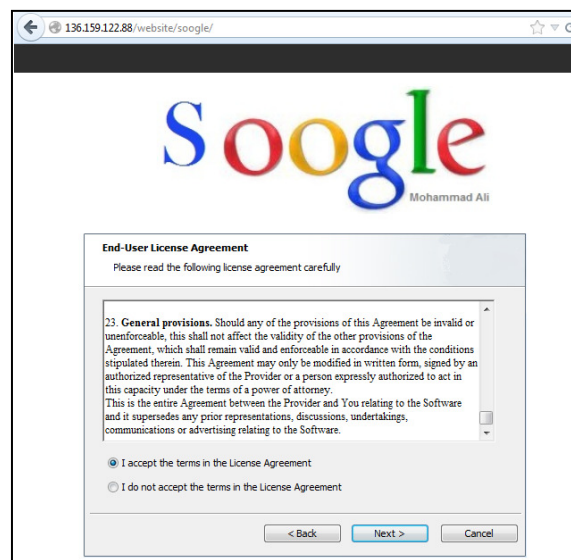 136.159.122.88/website/soogle/
Soogle
Mohammad Ali
End-User License Agreement
Please read the following license agreement carefully
23. General provisions. Should any of the provisions of this Agreement be invalid or
unenforceable, this shall not affect the validity of the other provisions of the
Agreement, which shall remain valid and enforceable in accordance with the conditions
stipulated therein. This Agreement may only be modified in written form, signed by an
authorized representative of the Provider or a person expressly authorized to act in
this capacity under the terms of a power of attorney.
This is the entire Agreement between the Provider and You relating to the Software
and it supersedes any prior representations, discussions, undertakings,
communications or advertising relating to the Software.
I accept the terms in the License Agreement
I do not accept the terms in the License Agreement
< Back Next > Cancel